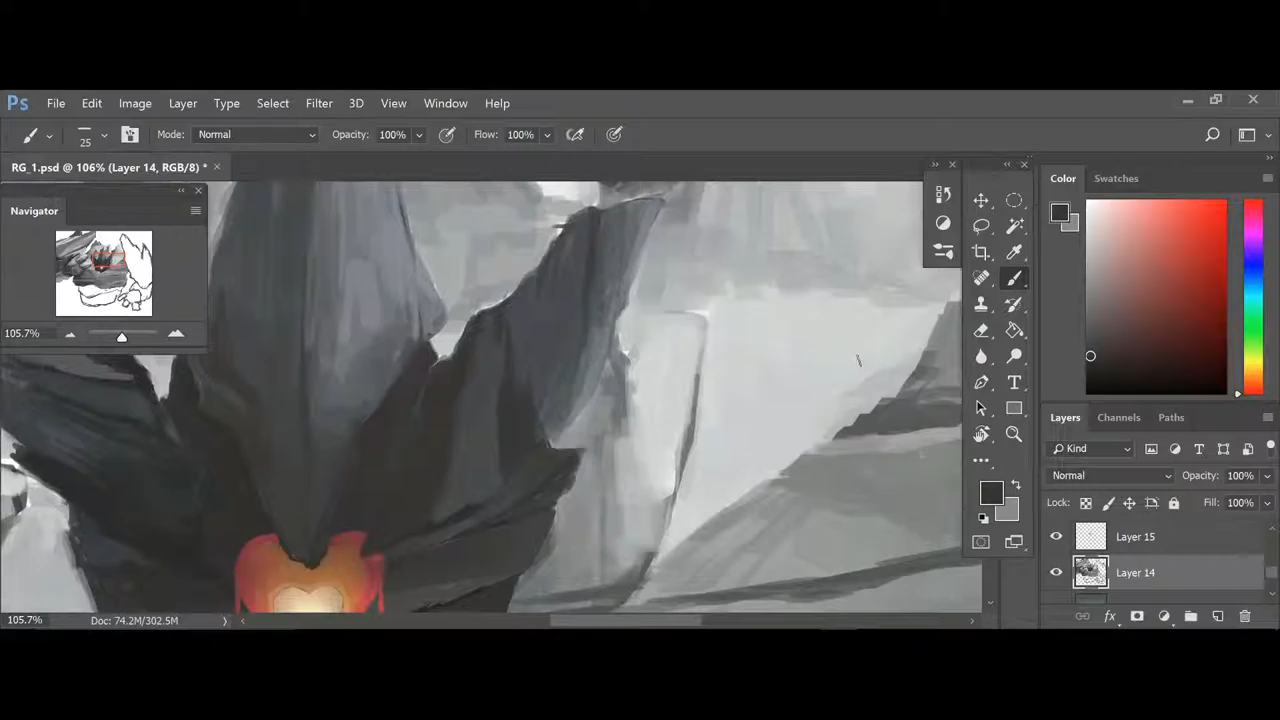 Ps File Edit Image Layer Type Select Filter 3D View Window Help
25 Mode: Normal Opacity: 100% Flow: 100%
RG_1.psd @ 106% (Layer 14, RGB/8) *
Navigator
105.7%
Color Swatches
Layers Channels Paths
Kind
Normal Opacity: 100%
Lock: Fill: 100%
Layer 15
Layer 14
fx
105.7% Doc: 74.2M/302.5M